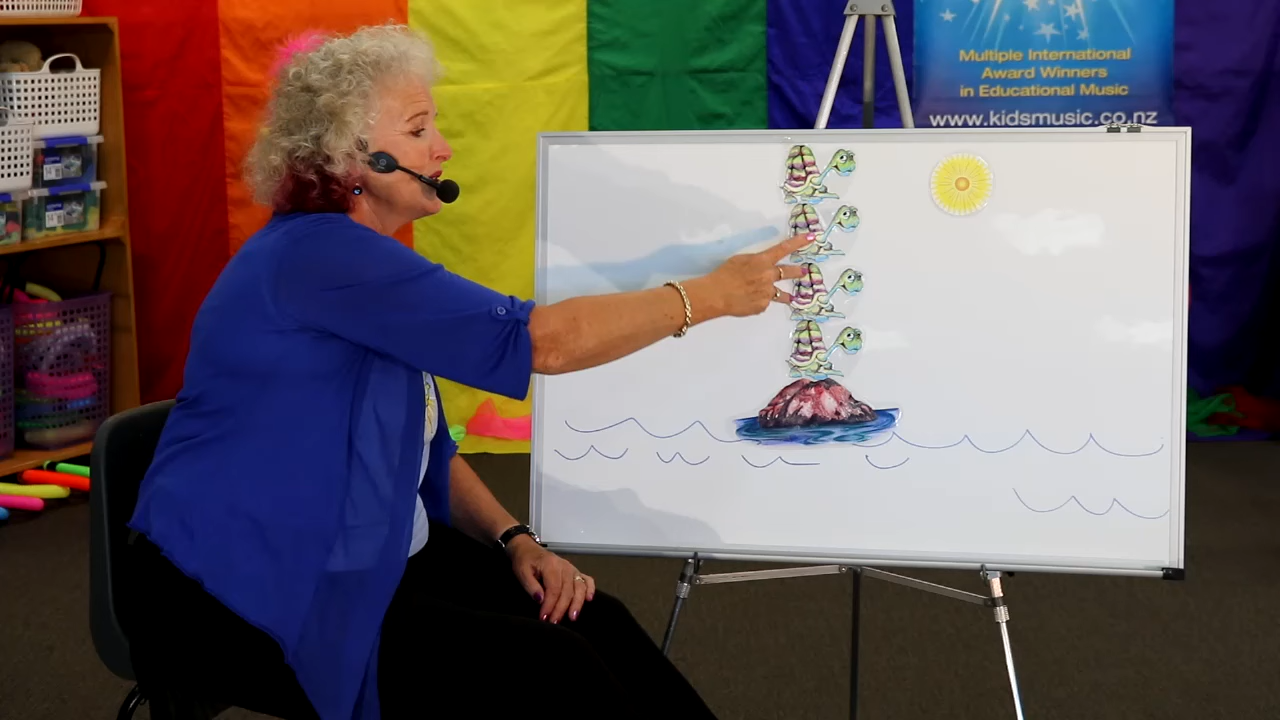 Multiple International
Award Winners
in Educational Music
www.kidsmusic.co.nz